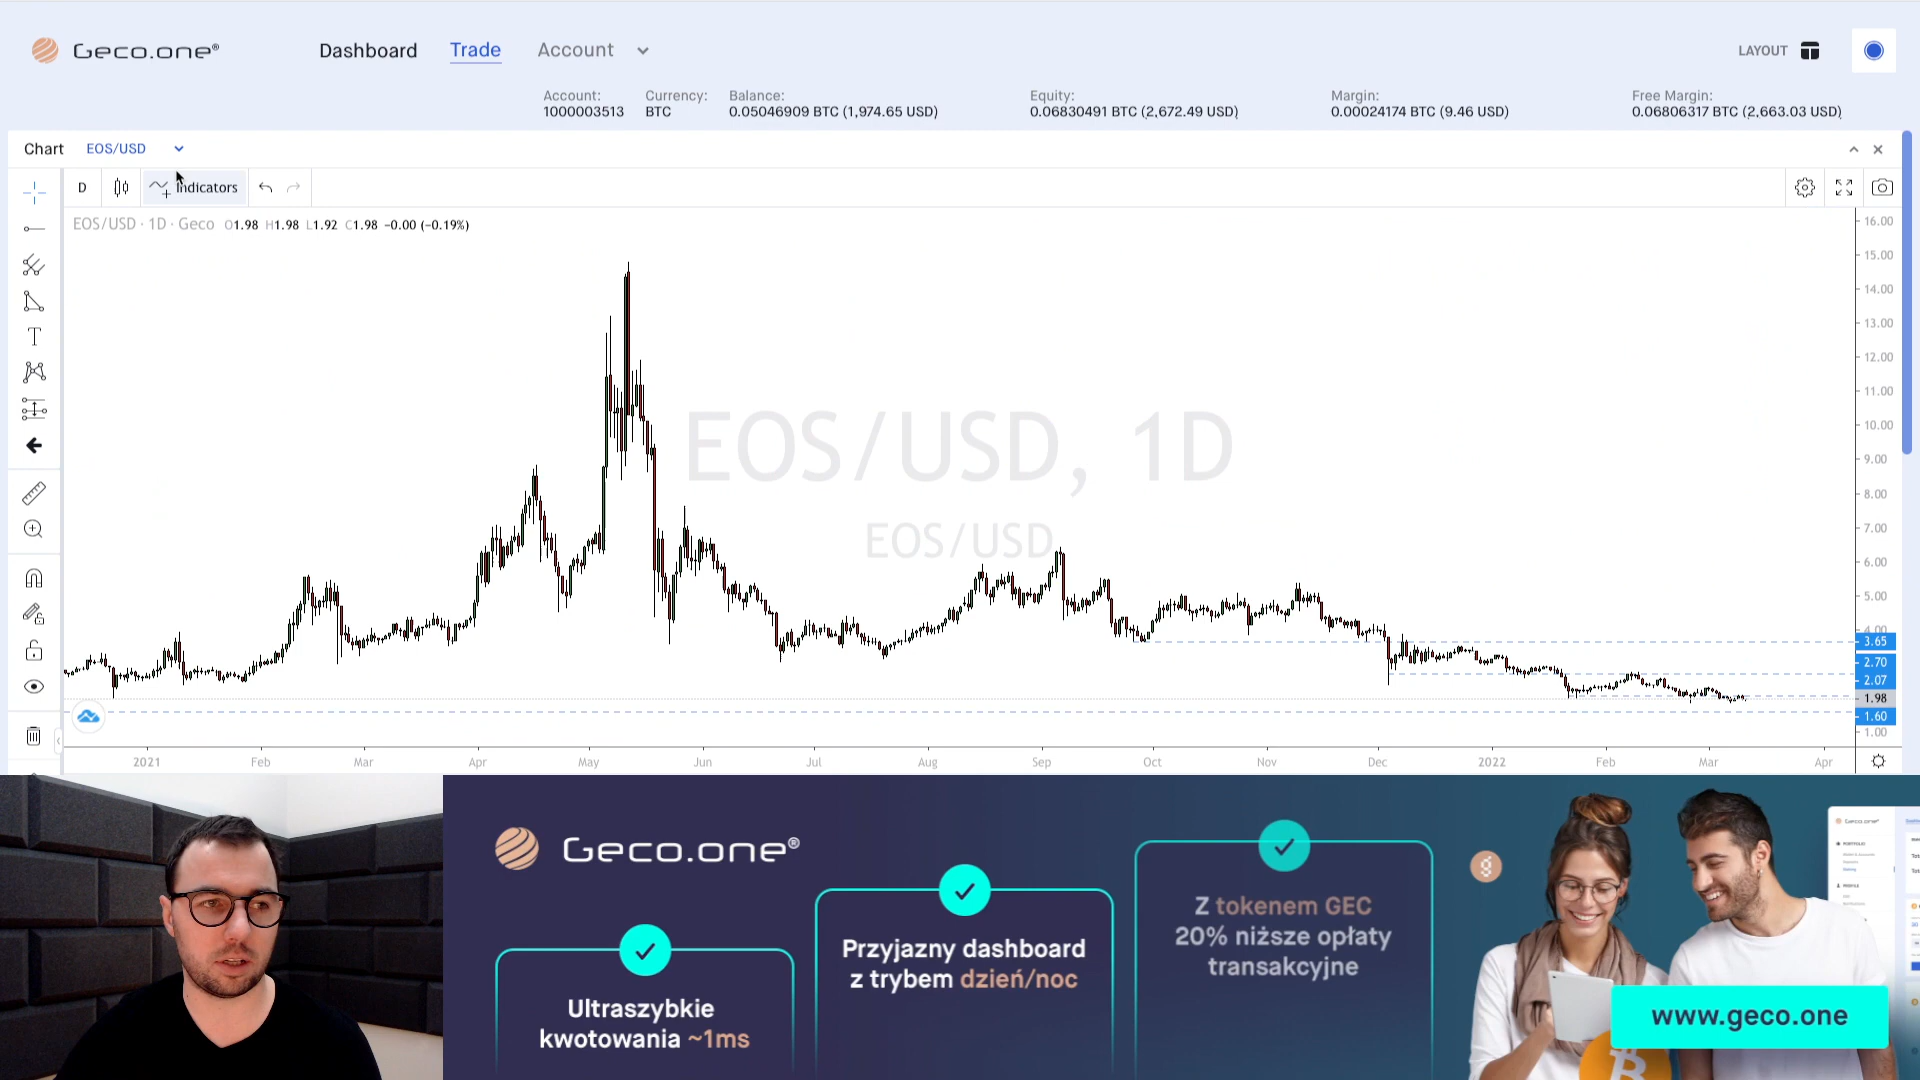 Geco.one®
Dashboard
Trade
Account
LAYOUT
Account:
1000003513
Currency:
BTC
Balance:
0.05046909 BTC (1,974.65 USD)
Equity:
0.06830491 BTC (2,672.49 USD)
Margin:
0.00024174 BTC (9.46 USD)
Free Margin:
0.06806317 BTC (2,663.03 USD)
Chart
EOS/USD
D
Indicators
EOS/USD · 1D · Geco O1.98 H1.98 L1.92 C1.98 −0.00 (−0.19%)
EOS/USD, 1D
EOS/USD
16.00
15.00
14.00
13.00
12.00
11.00
10.00
9.00
8.00
7.00
6.00
5.00
4.00
3.65
2.70
2.07
1.98
1.60
1.00
2021 Feb Mar Apr May Jun Jul Aug Sep Oct Nov Dec 2022 Feb Mar Apr
Geco.one®
Ultraszybkie
kwotowania ~1ms
Przyjazny dashboard
z trybem dzień/noc
Z tokenem GEC
20% niższe opłaty
transakcyjne
www.geco.one